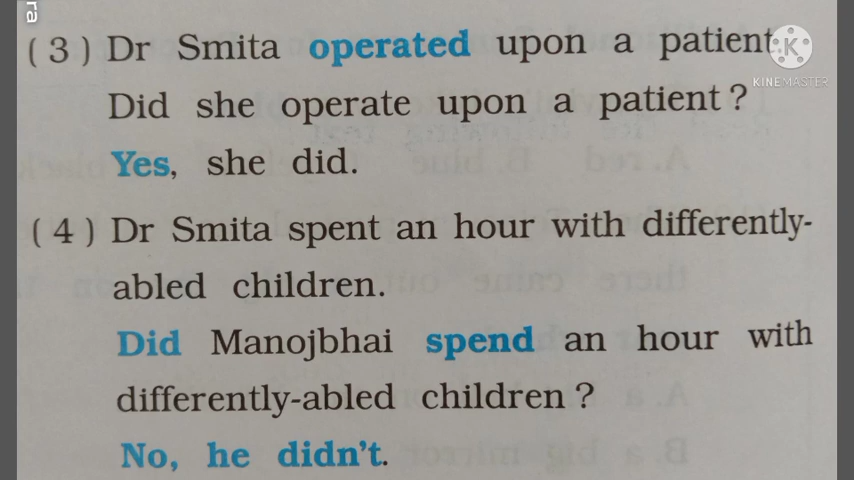 ra
( 3 ) Dr Smita operated upon a patient.
KINEMASTER
Did she operate upon a patient ?
Yes, she did.
( 4 ) Dr Smita spent an hour with differently-
abled children.
Did Manojbhai spend an hour with
differently-abled children ?
No, he didn't.